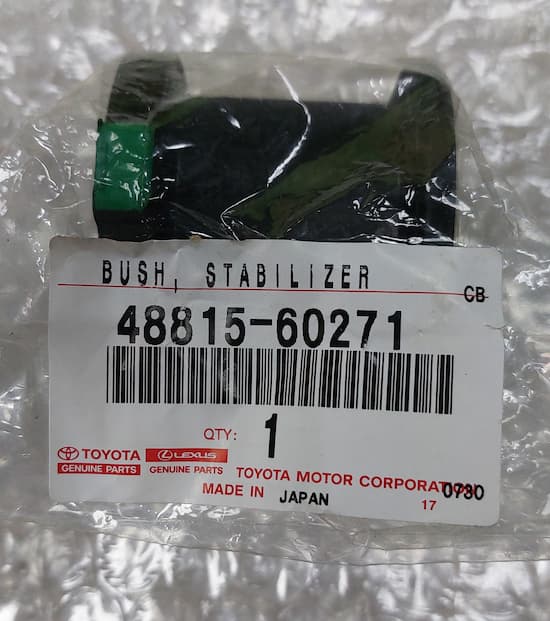 BUSH, STABILIZER
CB
48815-60271
QTY: 1
TOYOTA LEXUS
GENUINE PARTS GENUINE PARTS
TOYOTA MOTOR CORPORATION
MADE IN JAPAN
17 0730